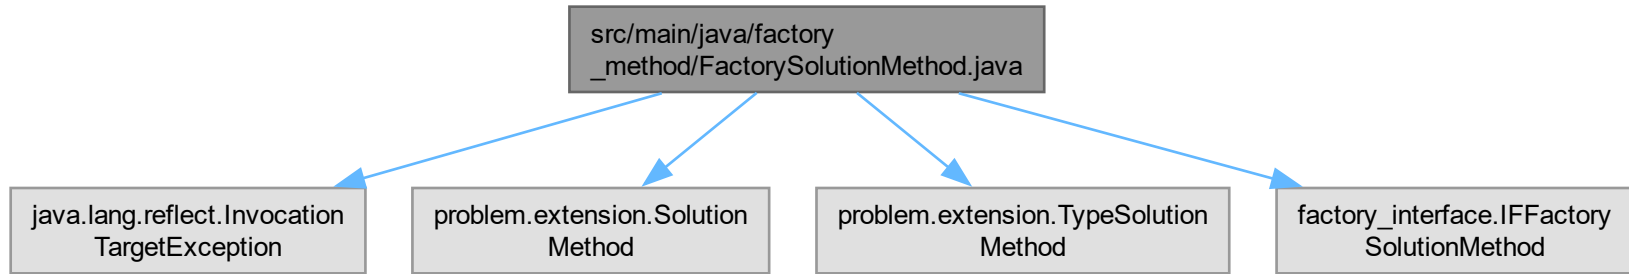 src/main/java/factory
_method/FactorySolutionMethod.java
java.lang.reflect.Invocation
TargetException
problem.extension.Solution
Method
problem.extension.TypeSolution
Method
factory_interface.IFFactory
SolutionMethod